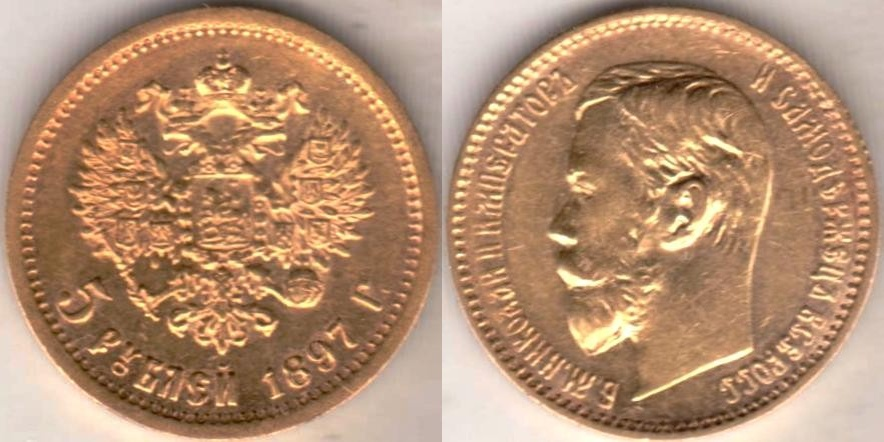 5 РУБЛЕЙ 1897 Г.
Б. М. НИКОЛАЙ II ИМПЕРАТОРЪ И САМОДЕРЖЕЦЪ ВСЕРОСС.